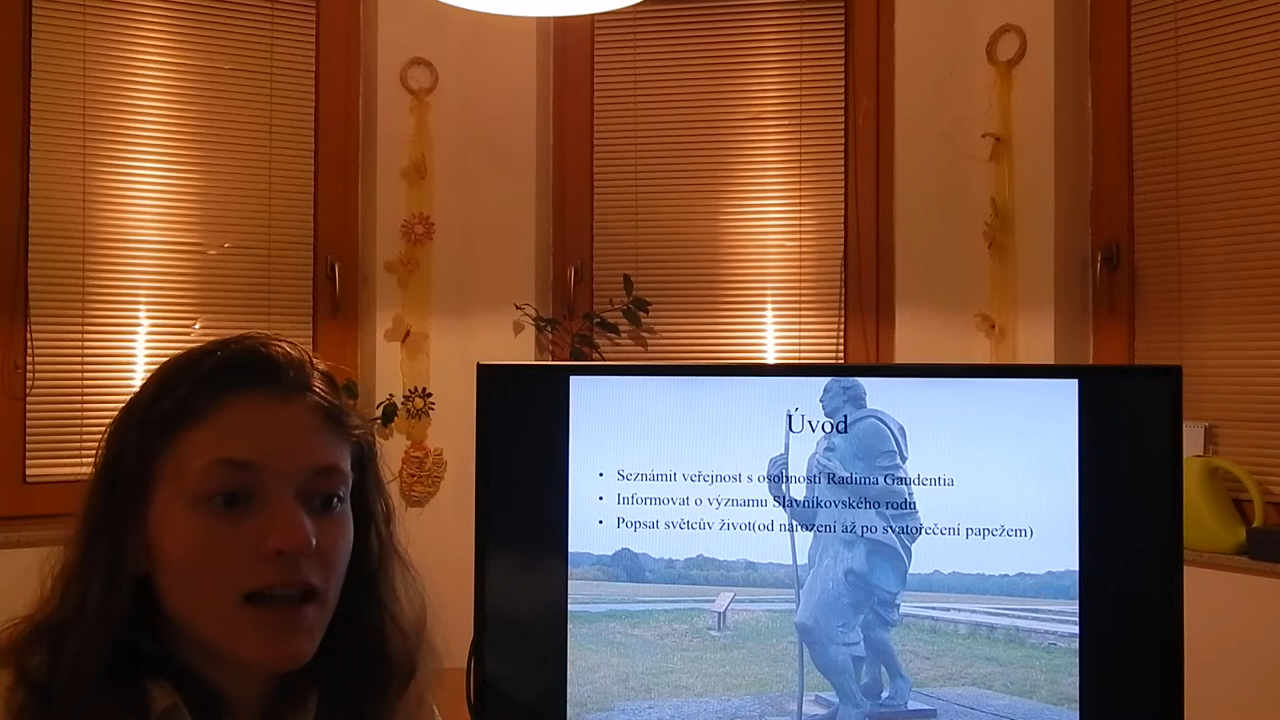 Úvod
• Seznámit veřejnost s osobností Radima Gaudentia
• Informovat o významu Slavníkovského rodu
• Popsat světcův život(od narození až po svatořečení papežem)